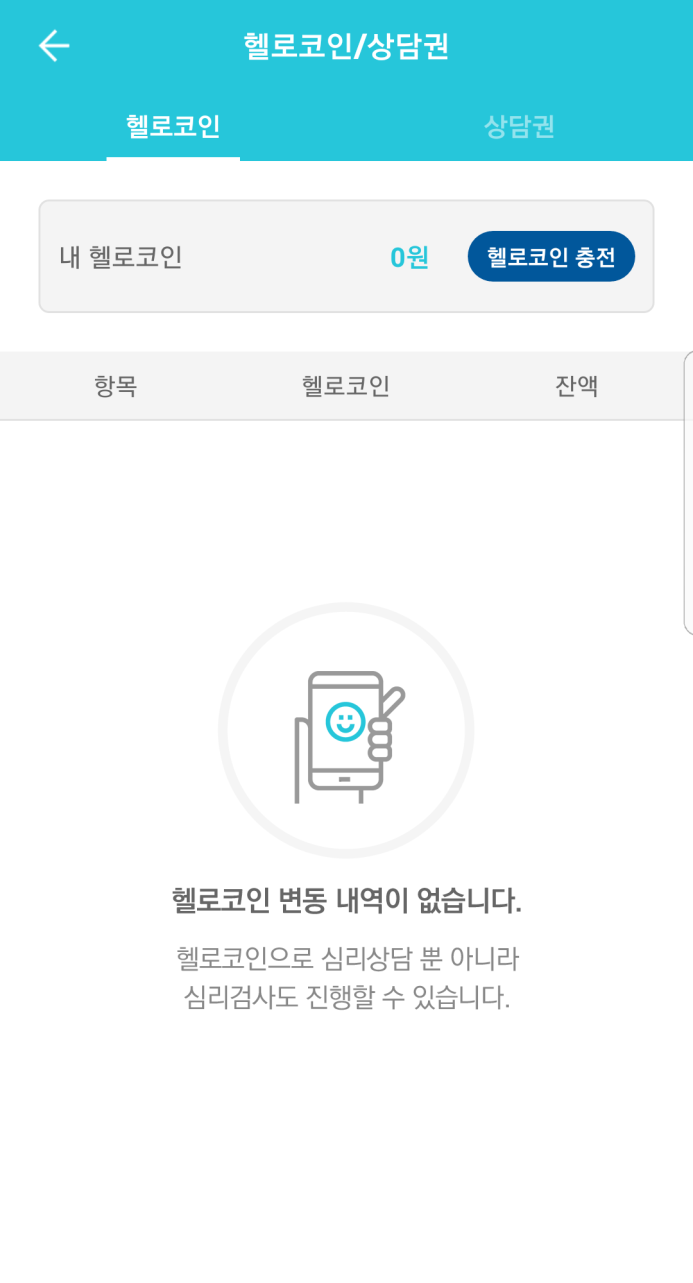 헬로코인/상담권
헬로코인 상담권
내 헬로코인 0원 헬로코인 충전
항목 헬로코인 잔액
헬로코인 변동 내역이 없습니다.
헬로코인으로 심리상담 뿐 아니라
심리검사도 진행할 수 있습니다.